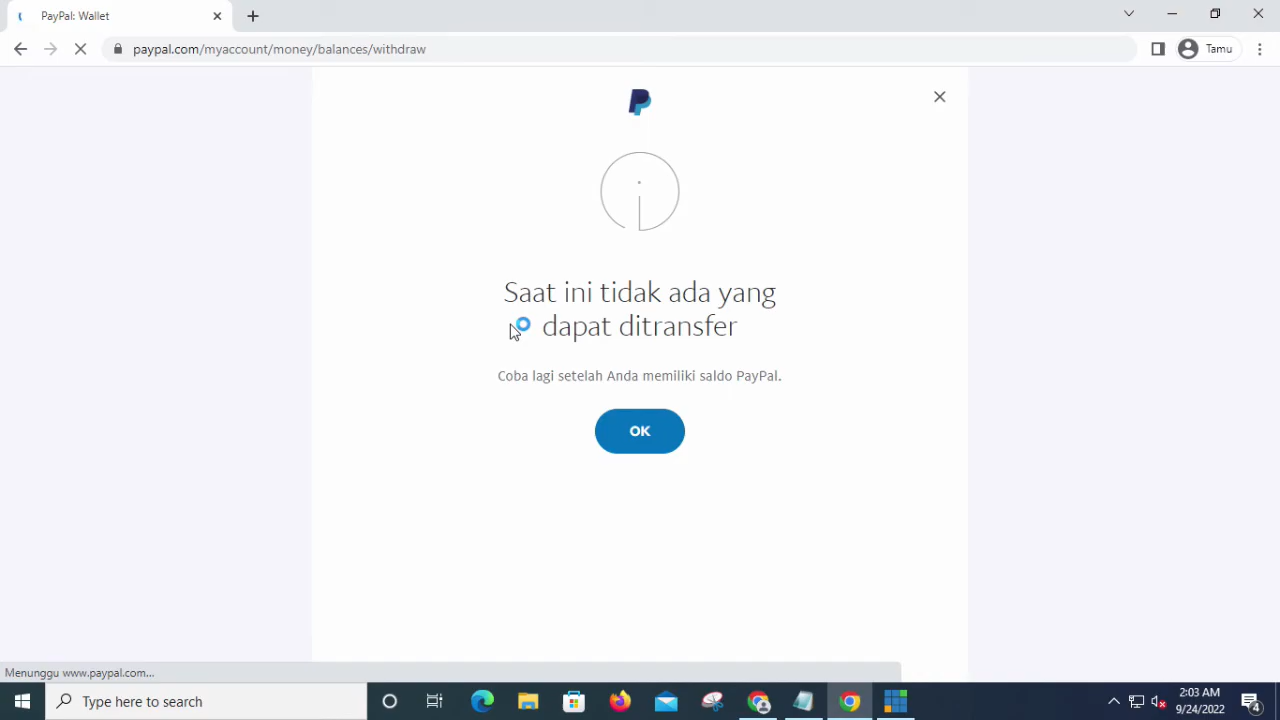 PayPal: Wallet
paypal.com/myaccount/money/balances/withdraw
Tamu
Saat ini tidak ada yang
dapat ditransfer
Coba lagi setelah Anda memiliki saldo PayPal.
OK
Menunggu www.paypal.com...
Type here to search
2:03 AM
9/24/2022
4